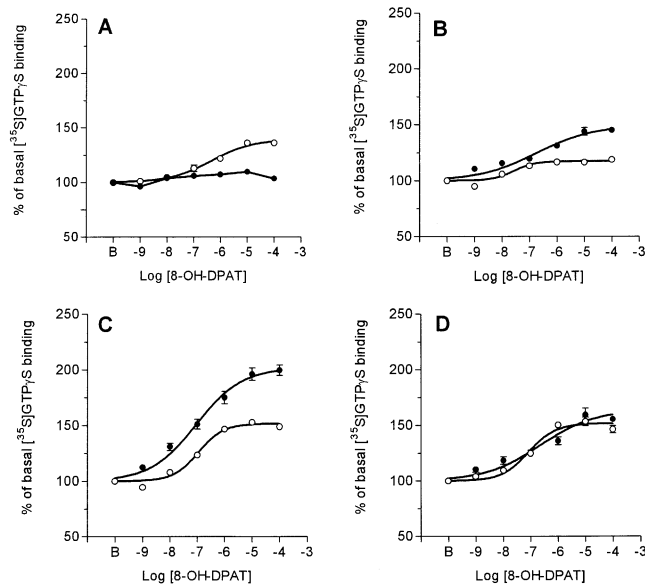 A
% of basal [35S]GTPγS binding
250
200
150
100
50
B -9 -8 -7 -6 -5 -4 -3
Log [8-OH-DPAT]
B
% of basal [35S]GTPγS binding
250
200
150
100
50
B -9 -8 -7 -6 -5 -4 -3
Log [8-OH-DPAT]
C
% of basal [35S]GTPγS binding
250
200
150
100
50
B -9 -8 -7 -6 -5 -4 -3
Log [8-OH-DPAT]
D
% of basal [35S]GTPγS binding
250
200
150
100
50
B -9 -8 -7 -6 -5 -4 -3
Log [8-OH-DPAT]